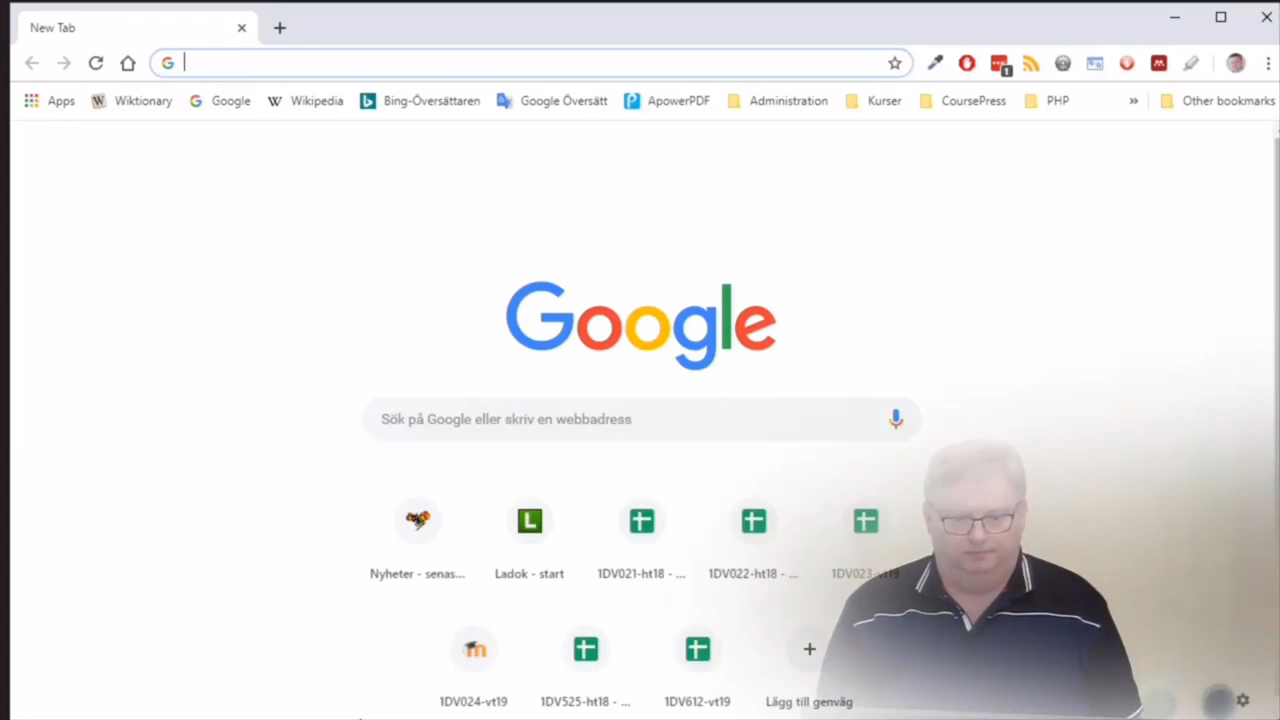 New Tab
Apps Wiktionary Google Wikipedia Bing-Översättaren Google Översätt ApowerPDF Administration Kurser CoursePress PHP » Other bookmarks
Google
Sök på Google eller skriv en webbadress
Nyheter - senas... Ladok - start 1DV021-ht18 - ... 1DV022-ht18 - ... 1DV023-vt19
1DV024-vt19 1DV525-ht18 - ... 1DV612-vt19 Lägg till genväg